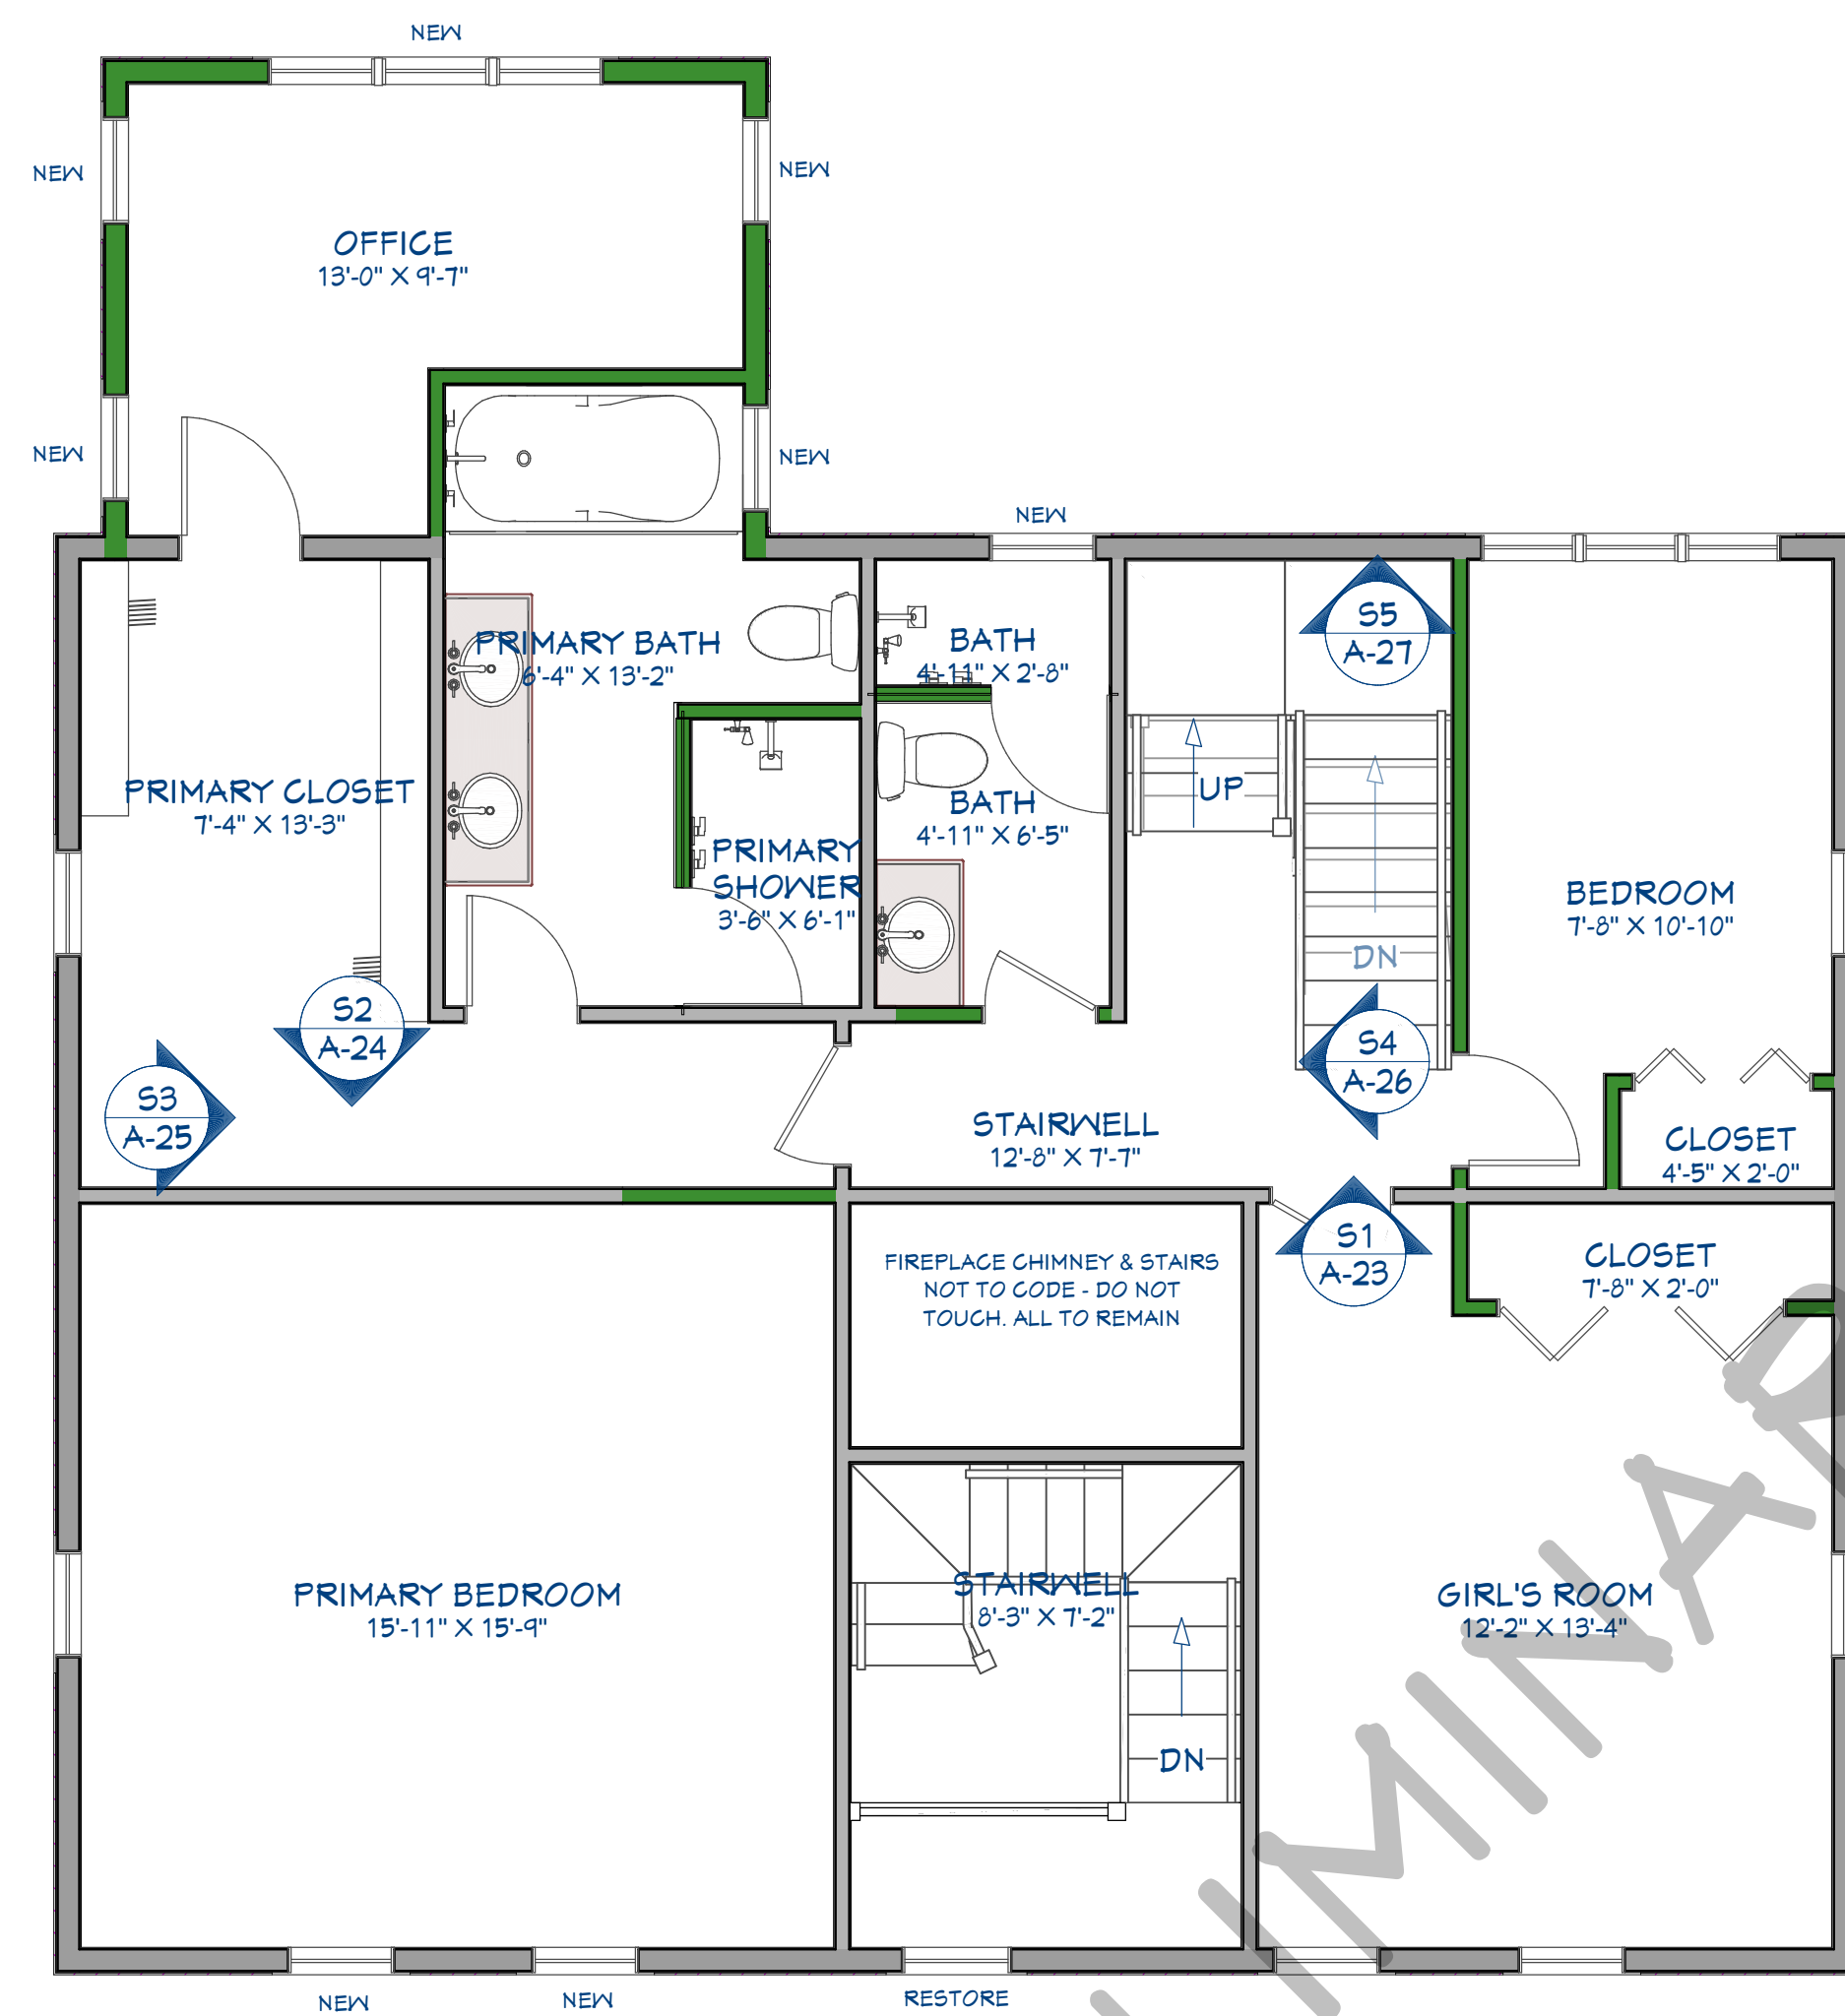 NEW
NEW
NEW
OFFICE
13'-0" X 9'-7"
NEW
NEW
NEW
PRIMARY BATH
6'-4" X 13'-2"
BATH
4'-11" X 2'-8"
S5
A-27
PRIMARY CLOSET
7'-4" X 13'-3"
UP
BATH
4'-11" X 6'-5"
PRIMARY
SHOWER
3'-6" X 6'-1"
BEDROOM
7'-8" X 10'-10"
DN
S2
A-24
S3
A-25
S4
A-26
STAIRWELL
12'-8" X 7'-7"
CLOSET
4'-5" X 2'-0"
S1
A-23
FIREPLACE CHIMNEY & STAIRS
NOT TO CODE - DO NOT
TOUCH. ALL TO REMAIN
CLOSET
7'-8" X 2'-0"
PRIMARY BEDROOM
15'-11" X 15'-9"
STAIRWELL
8'-3" X 7'-2"
GIRL'S ROOM
12'-2" X 13'-4"
DN
NEW
NEW
RESTORE